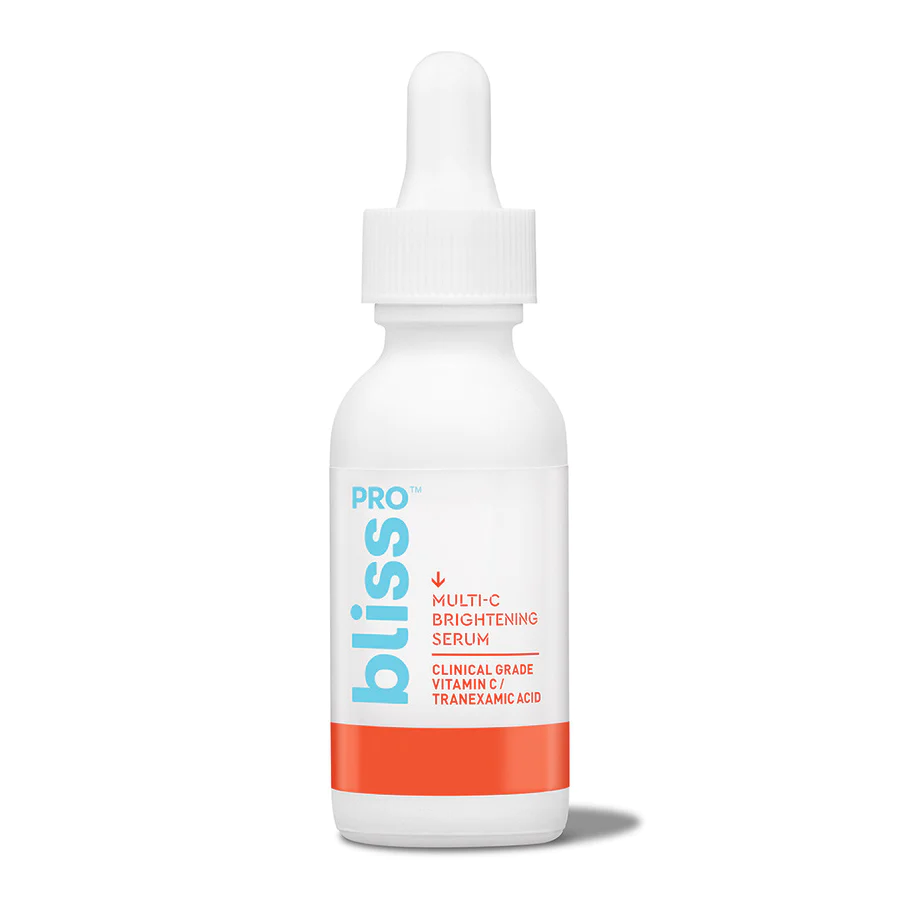 PRO™
bliss
MULTI-C
BRIGHTENING
SERUM
CLINICAL GRADE
VITAMIN C /
TRANEXAMIC ACID